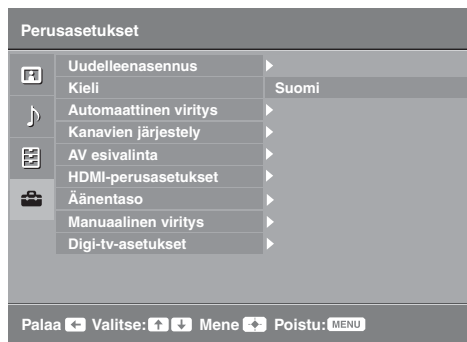 Perusasetukset
Uudelleenasennus
Kieli Suomi
Automaattinen viritys
Kanavien järjestely
AV esivalinta
HDMI-perusasetukset
Äänentaso
Manuaalinen viritys
Digi-tv-asetukset
Palaa Valitse: Mene Poistu: MENU